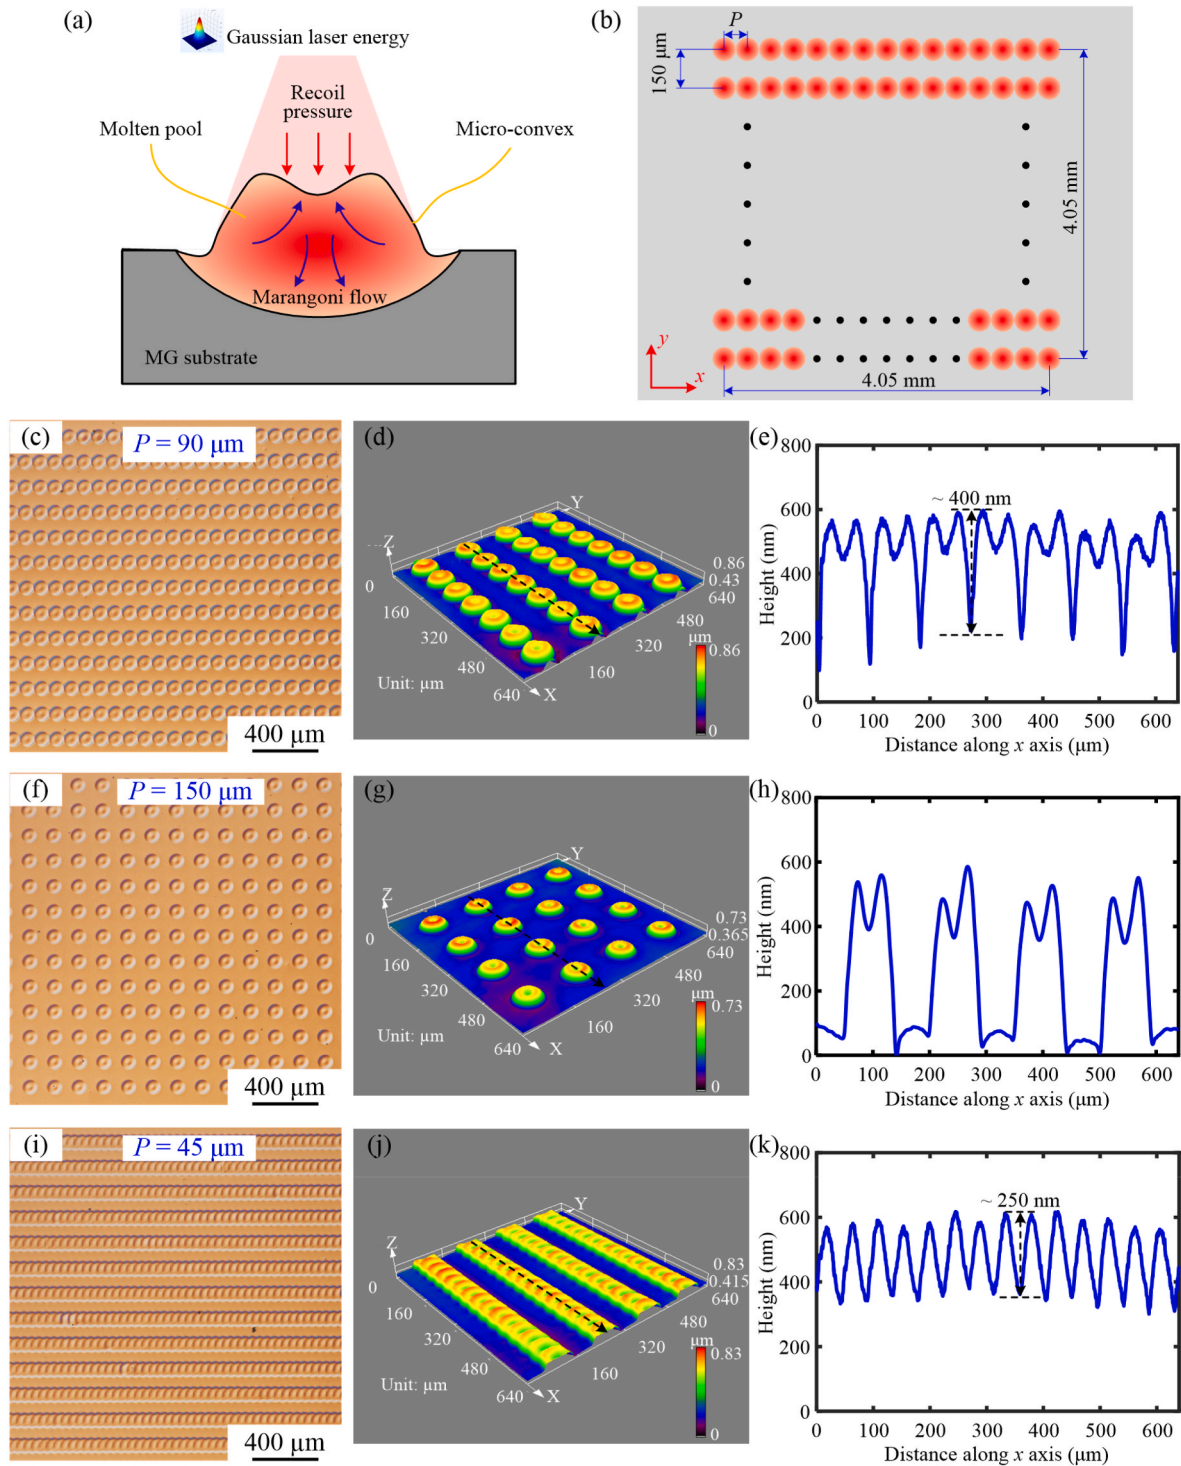 (a)
Gaussian laser energy
Recoil
pressure
Molten pool
Micro-convex
Marangoni flow
MG substrate
(b)
P
150 μm
4.05 mm
4.05 mm
y
x
(c)
P = 90 μm
400 μm
(d)
Y
Z
0
160
320
480
640
X
Unit: μm
0.86
0.43
640
480
320
160
μm
0.86
0
(e)
800
600
400
200
0
Height (nm)
~ 400 nm
0 100 200 300 400 500 600
Distance along x axis (μm)
(f)
P = 150 μm
400 μm
(g)
Y
Z
0
160
320
480
640
X
Unit: μm
0.73
0.365
640
480
320
160
μm
0.73
0
(h)
800
600
400
200
0
Height (nm)
0 100 200 300 400 500 600
Distance along x axis (μm)
(i)
P = 45 μm
400 μm
(j)
Y
Z
0
160
320
480
640
X
Unit: μm
0.83
0.415
640
480
320
160
μm
0.83
0
(k)
800
600
400
200
0
Height (nm)
~ 250 nm
0 100 200 300 400 500 600
Distance along x axis (μm)